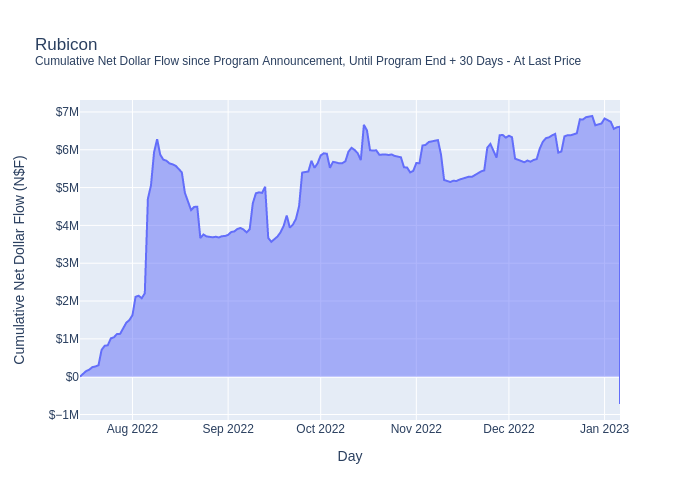 Rubicon
Cumulative Net Dollar Flow since Program Announcement, Until Program End + 30 Days - At Last Price
Cumulative Net Dollar Flow (N$F)
$7M
$6M
$5M
$4M
$3M
$2M
$1M
$0
$−1M
Aug 2022
Sep 2022
Oct 2022
Nov 2022
Dec 2022
Jan 2023
Day